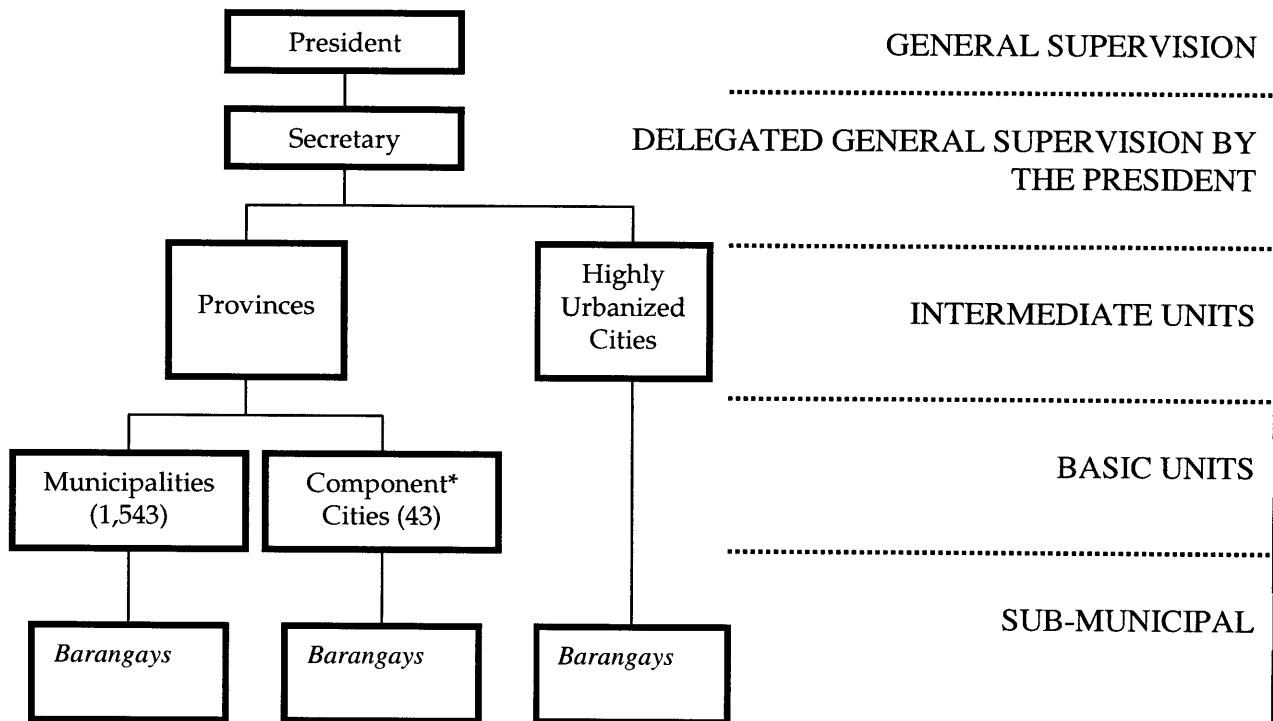 President
GENERAL SUPERVISION
Secretary
DELEGATED GENERAL SUPERVISION BY
THE PRESIDENT
Provinces
Highly
Urbanized
Cities
INTERMEDIATE UNITS
Municipalities
(1,543)
Component*
Cities (43)
BASIC UNITS
Barangays
Barangays
Barangays
SUB-MUNICIPAL